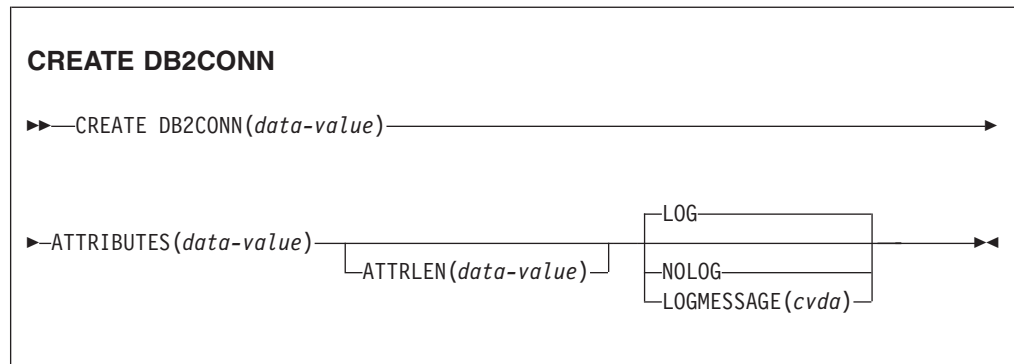 CREATE DB2CONN
CREATE DB2CONN(data-value)
LOG
ATTRIBUTES(data-value)
ATTRLEN(data-value)
NOLOG
LOGMESSAGE(cvda)